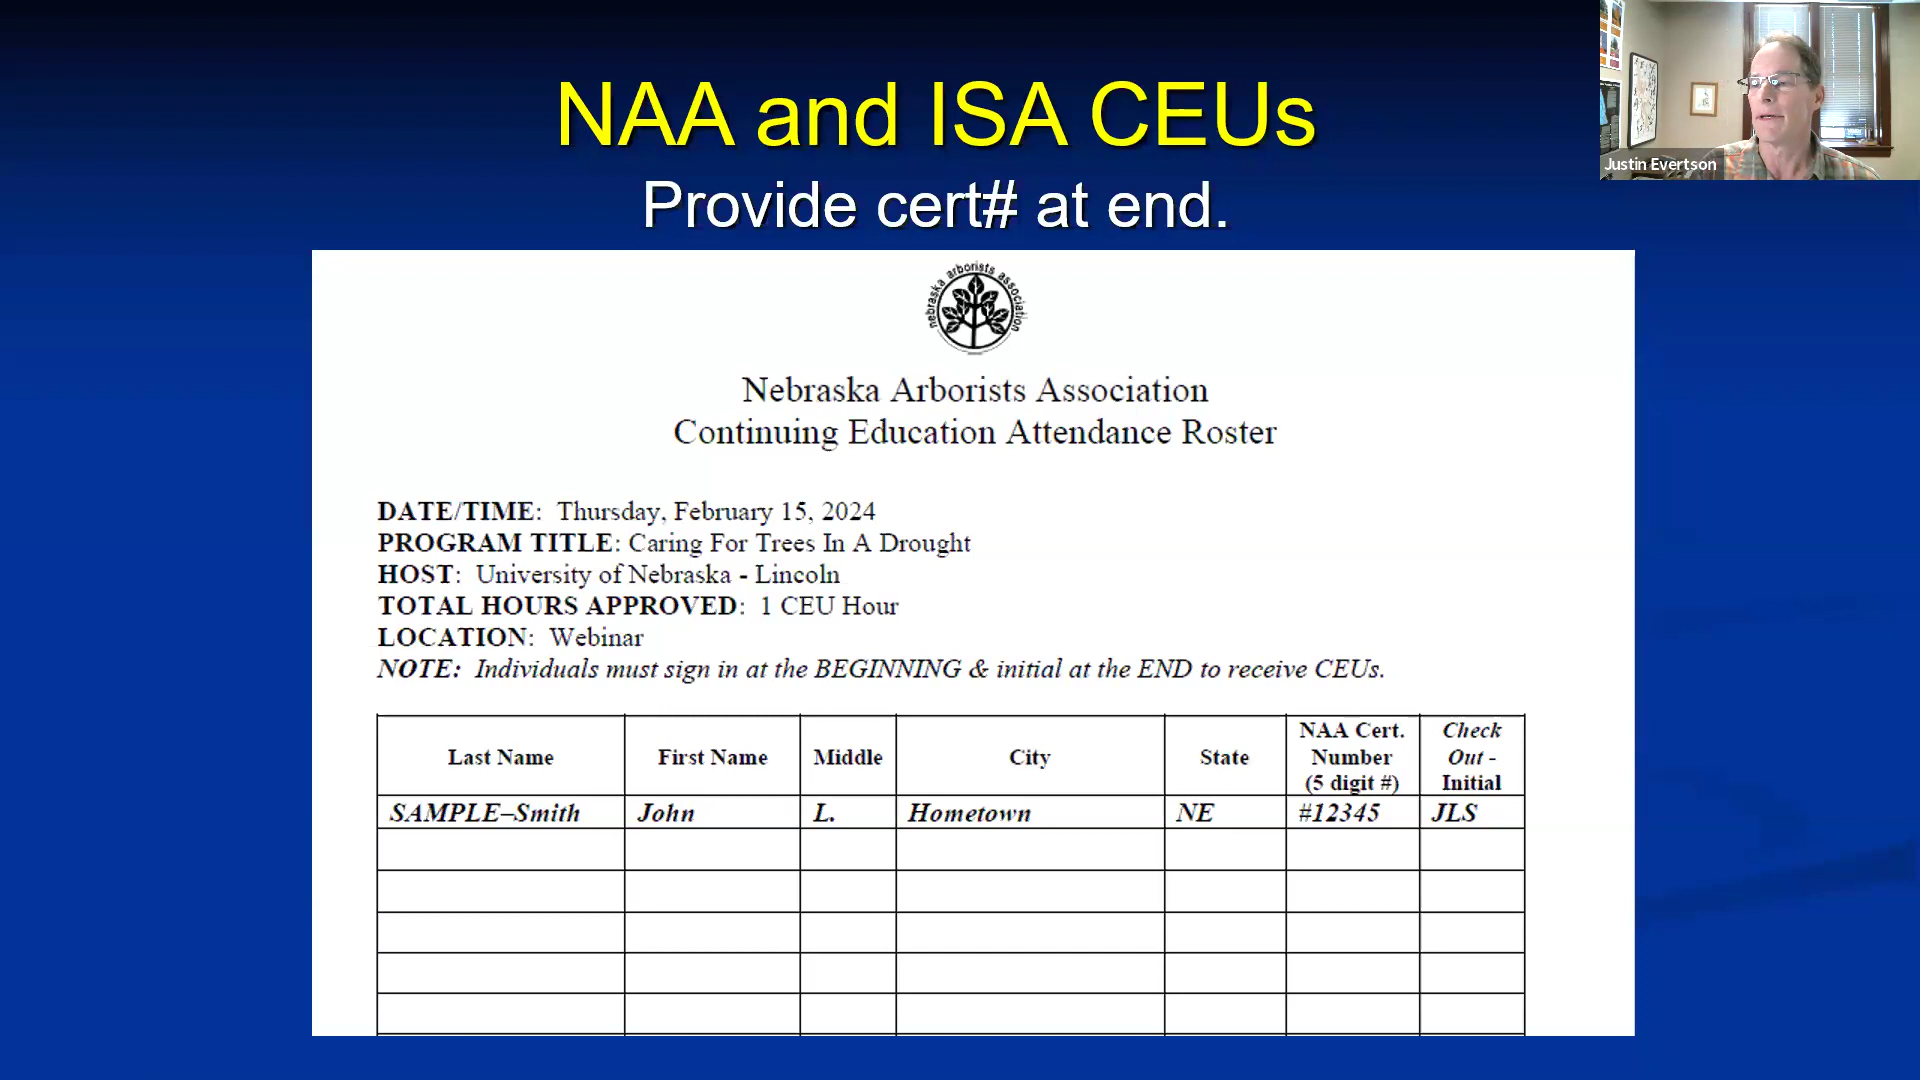 NAA and ISA CEUs
Provide cert# at end.
Justin Evertson
nebraska arborists association
Nebraska Arborists Association
Continuing Education Attendance Roster
DATE/TIME: Thursday, February 15, 2024
PROGRAM TITLE: Caring For Trees In A Drought
HOST: University of Nebraska - Lincoln
TOTAL HOURS APPROVED: 1 CEU Hour
LOCATION: Webinar
NOTE: Individuals must sign in at the BEGINNING & initial at the END to receive CEUs.
Last Name First Name Middle City State NAA Cert. Number (5 digit #) Check Out - Initial
SAMPLE–Smith John L. Hometown NE #12345 JLS